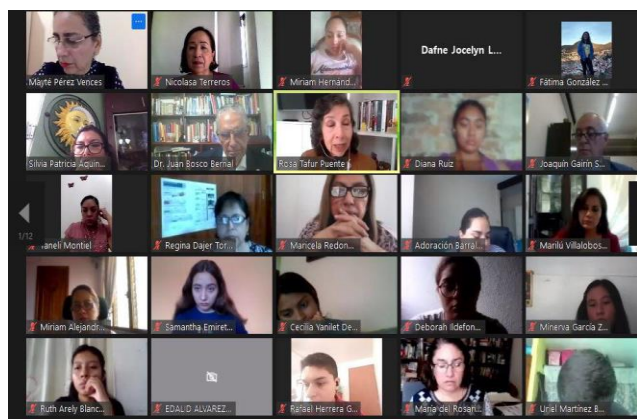 Mayté Pérez Vences
Nicolasa Terreros
Miriam Hernánd...
Dafne Jocelyn L...
Fátima González ...
Silvia Patricia Aquin...
Dr. Juan Bosco Bernal
Rosa Tafur Puente
Diana Ruiz
Joaquín Gairín S...
1/12
Yaneli Montiel
Regina Dajer Tor...
Maricela Redon...
Adoración Barral...
Marilú Villalobos...
Miriam Alejandr...
Samantha Emiret...
Cecilia Yanilet De...
Deborah Ildefon...
Minerva García Z...
Ruth Arely Blanc...
EDALID ALVAREZ...
Rafael Herrera G...
María del Rosari...
Uriel Martínez B...